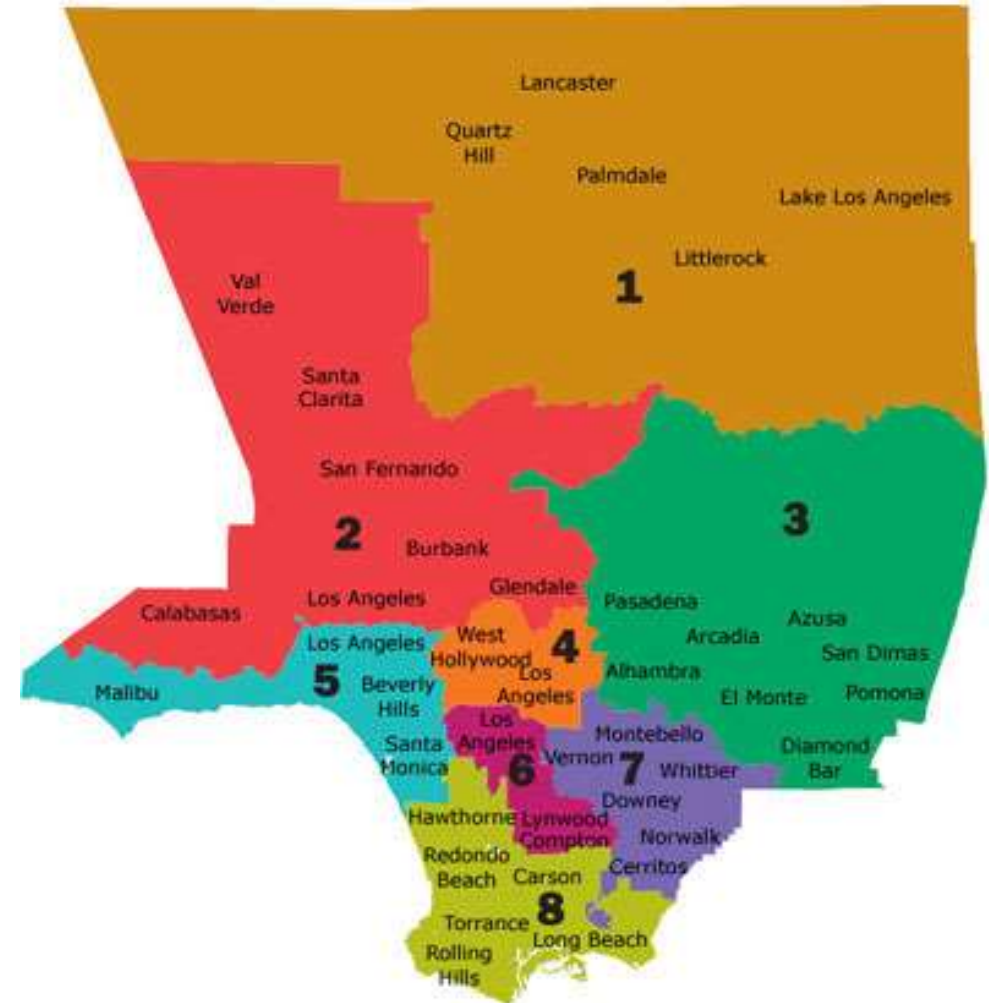 Lancaster
Quartz
Hill
Palmdale
Lake Los Angeles
Littlerock
1
Val
Verde
Santa
Clarita
San Fernando
2
Burbank
Glendale
Los Angeles
Calabasas
3
Pasadena
Azusa
Arcadia
San Dimas
Alhambra
El Monte
Pomona
Diamond
Bar
West
Hollywood
4
Los
Angeles
Los Angeles
5
Beverly
Hills
Malibu
Santa
Monica
Los
Angeles
6
Lynwood
Compton
Montebello
Vernon
7
Whittier
Downey
Norwalk
Cerritos
Hawthorne
Redondo
Beach
Carson
8
Torrance
Long Beach
Rolling
Hills